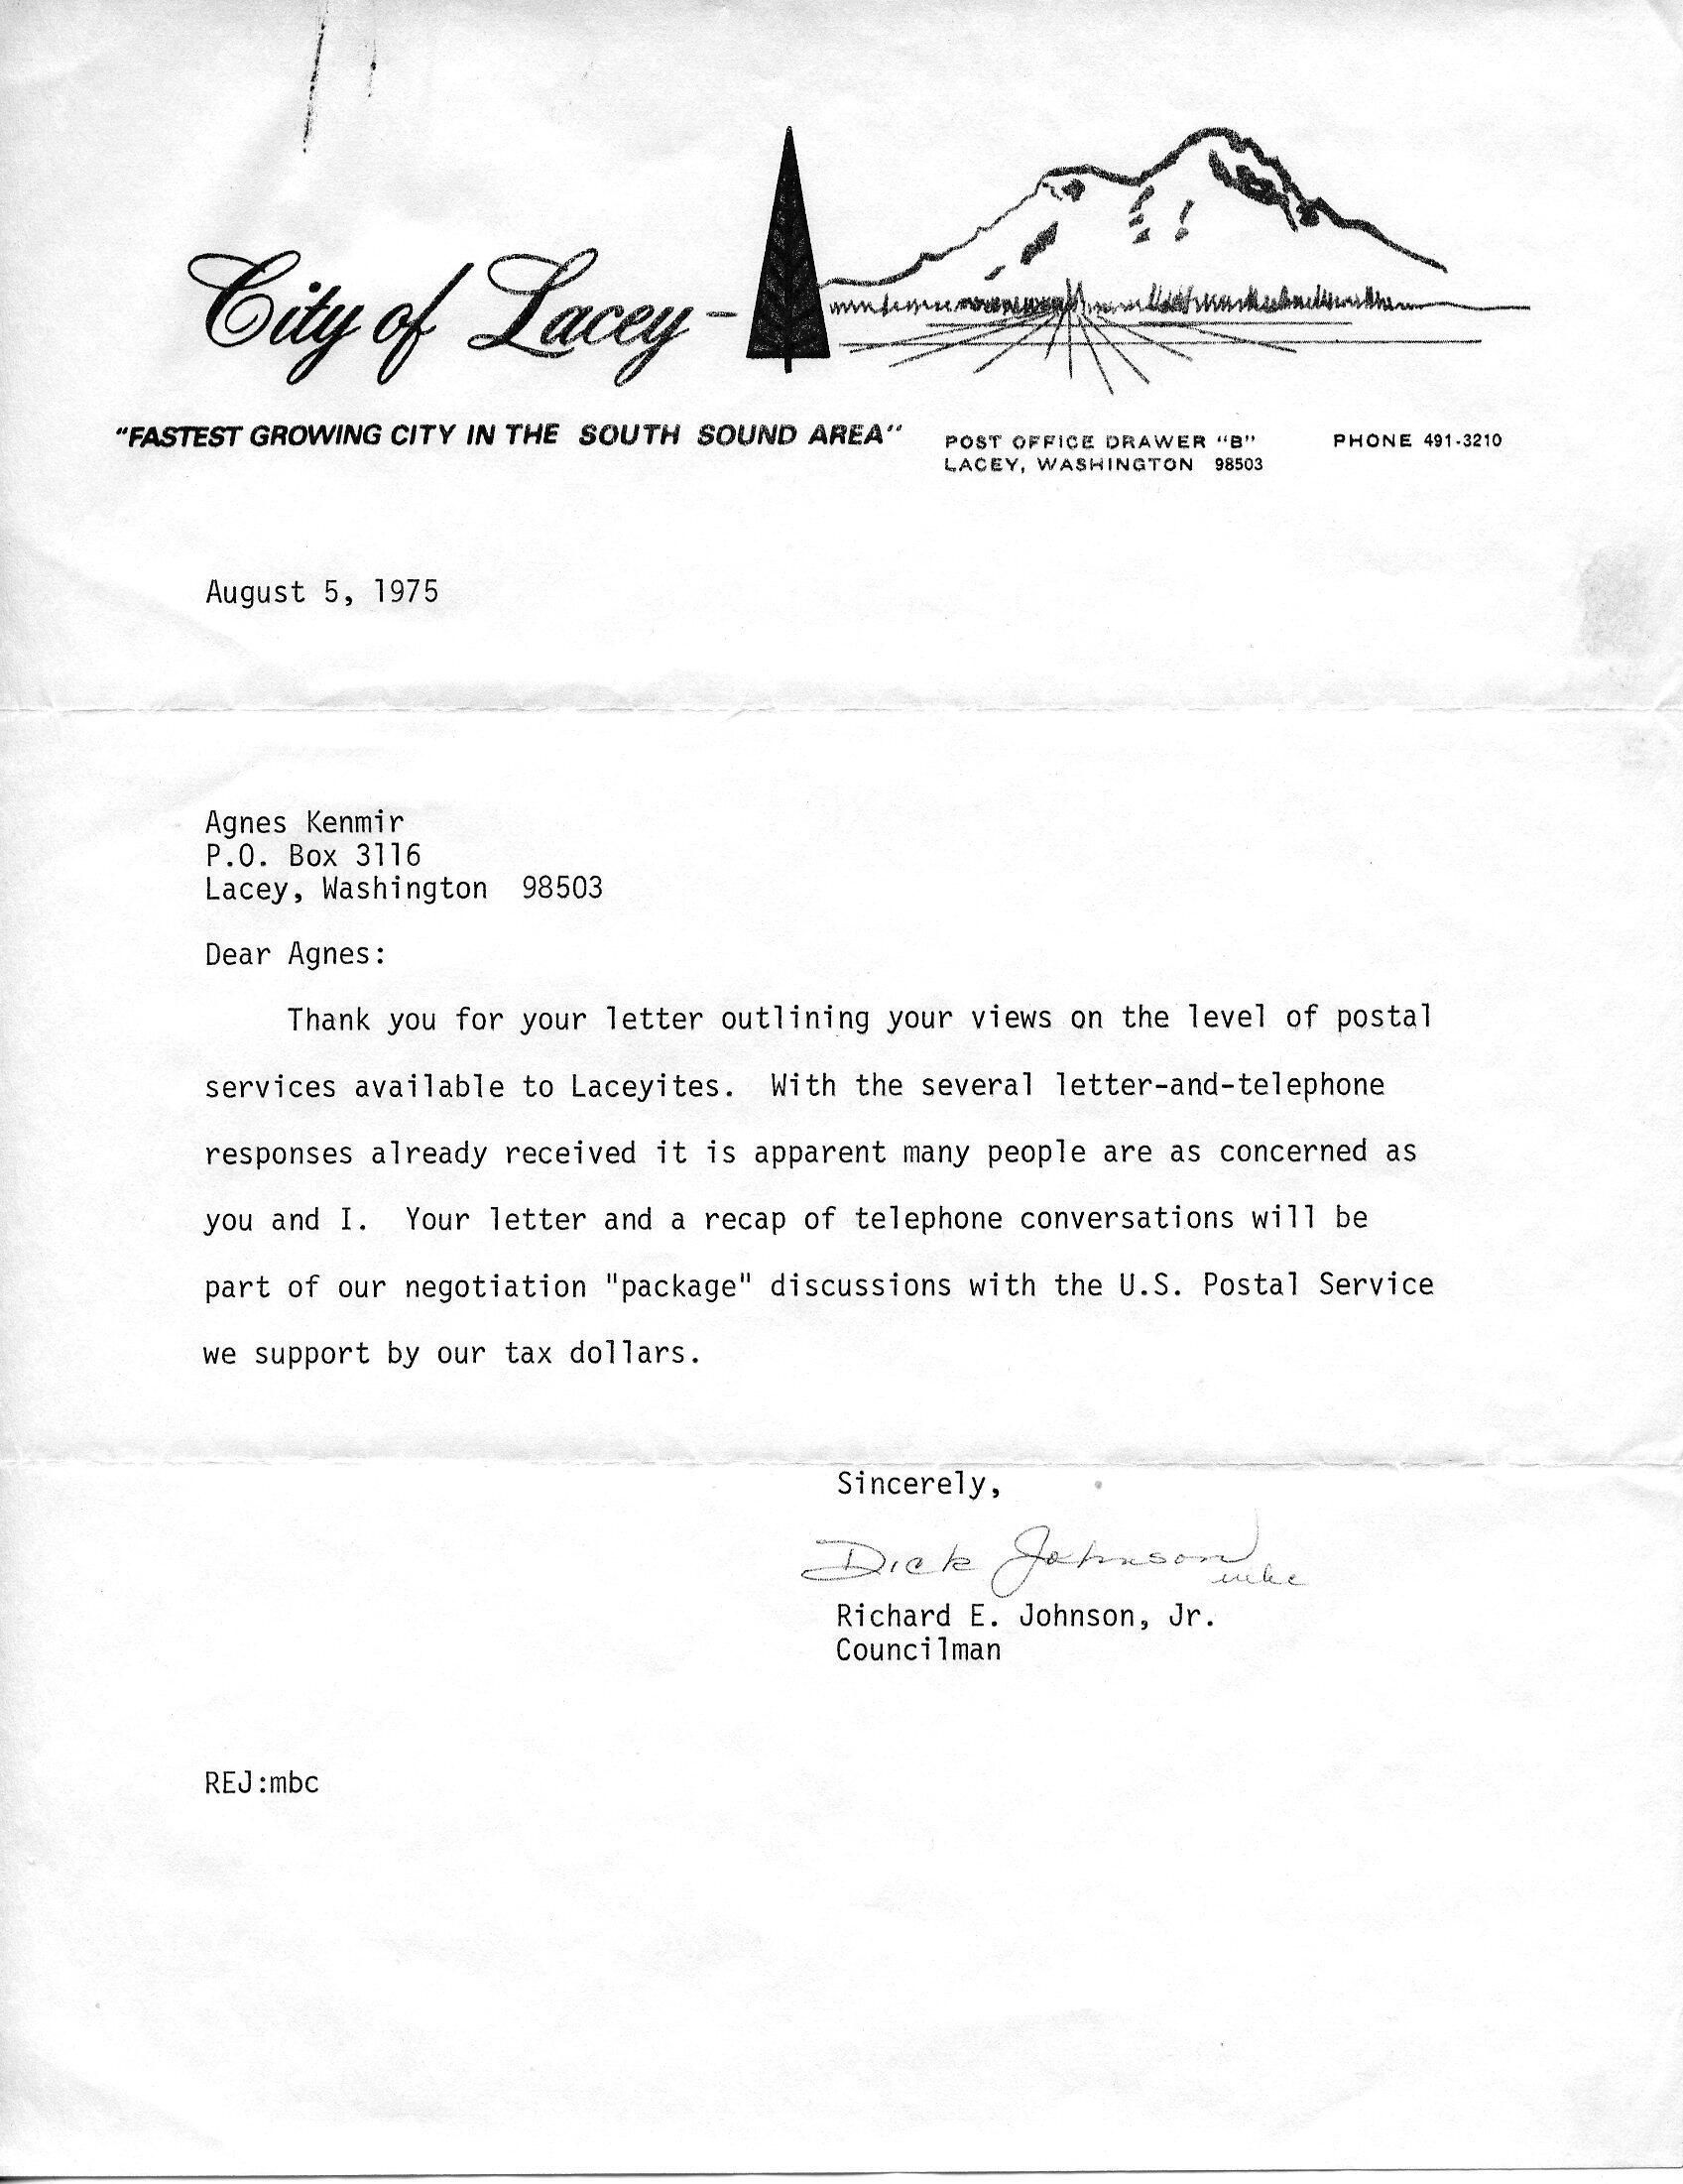 City of Lacey -
"FASTEST GROWING CITY IN THE SOUTH SOUND AREA"
POST OFFICE DRAWER "B"
LACEY, WASHINGTON 98503
PHONE 491-3210
August 5, 1975
Agnes Kenmir
P.O. Box 3116
Lacey, Washington 98503
Dear Agnes:
Thank you for your letter outlining your views on the level of postal
services available to Laceyites. With the several letter-and-telephone
responses already received it is apparent many people are as concerned as
you and I. Your letter and a recap of telephone conversations will be
part of our negotiation "package" discussions with the U.S. Postal Service
we support by our tax dollars.
Sincerely,
Dick Johnson
mbc
Richard E. Johnson, Jr.
Councilman
REJ:mbc